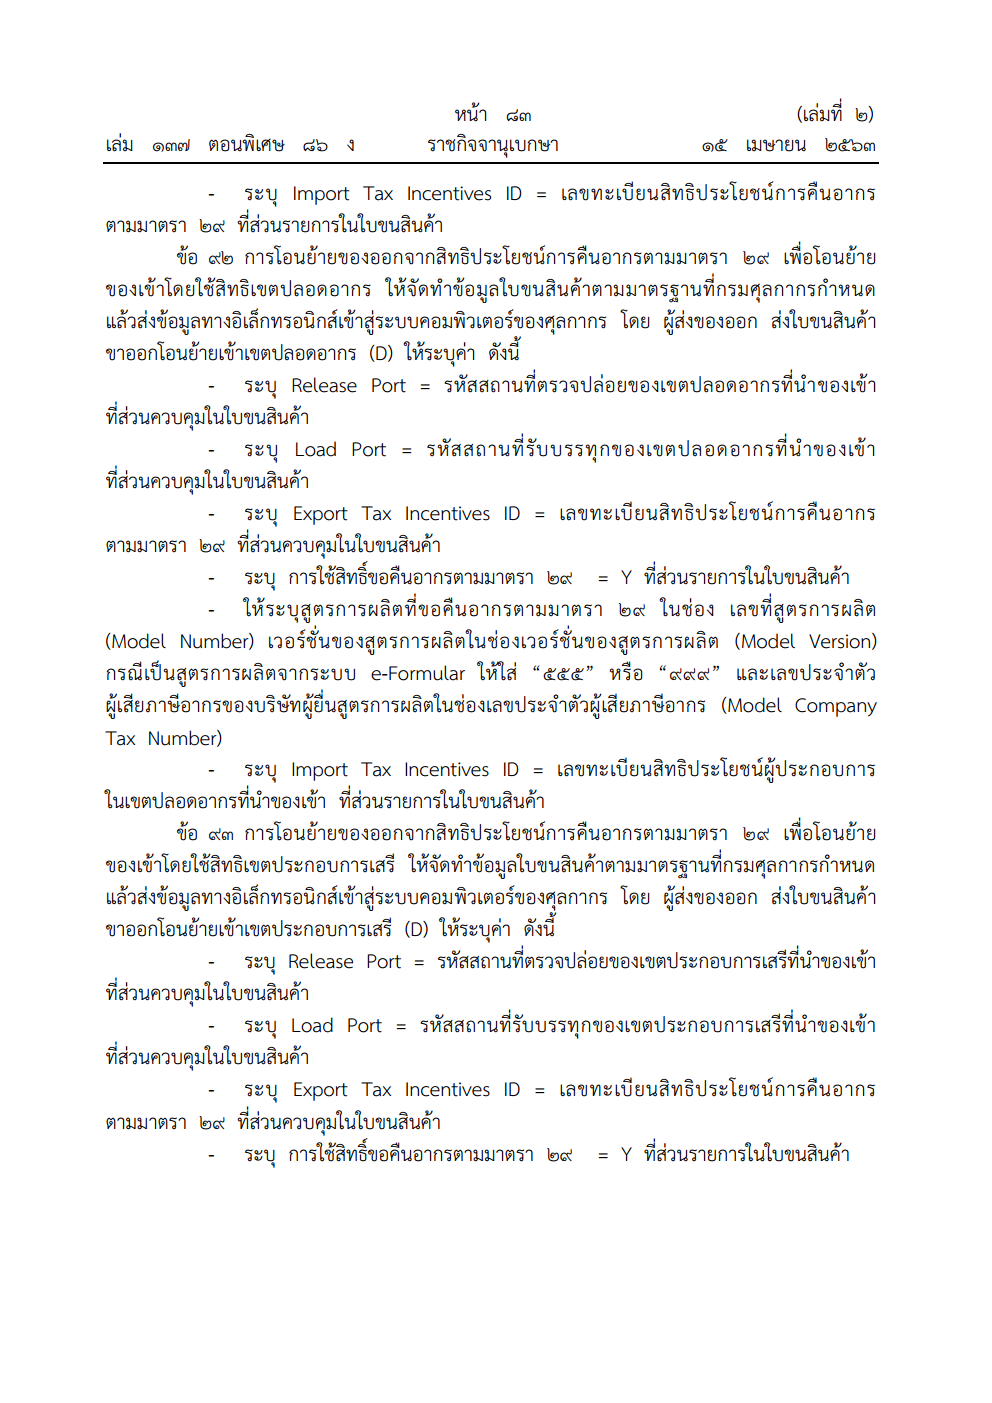 หน้า ๘๓ (เล่มที่ ๒)
เล่ม ๑๓๗ ตอนพิเศษ ๘๖ ง ราชกิจจานุเบกษา ๑๕ เมษายน ๒๕๖๓
- ระบุ Import Tax Incentives ID = เลขทะเบียนสิทธิประโยชน์การคืนอากร
ตามมาตรา ๒๙ ที่ส่วนรายการในใบขนสินค้า
ข้อ ๙๒ การโอนย้ายของออกจากสิทธิประโยชน์การคืนอากรตามมาตรา ๒๙ เพื่อโอนย้าย
ของเข้าโดยใช้สิทธิเขตปลอดอากร ให้จัดทำข้อมูลใบขนสินค้าตามมาตรฐานที่กรมศุลกากรกำหนด
แล้วส่งข้อมูลทางอิเล็กทรอนิกส์เข้าสู่ระบบคอมพิวเตอร์ของศุลกากร โดย ผู้ส่งของออก ส่งใบขนสินค้า
ขาออกโอนย้ายเข้าเขตปลอดอากร (D) ให้ระบุค่า ดังนี้
- ระบุ Release Port = รหัสสถานที่ตรวจปล่อยของเขตปลอดอากรที่นำของเข้า
ที่ส่วนควบคุมในใบขนสินค้า
- ระบุ Load Port = รหัสสถานที่รับบรรทุกของเขตปลอดอากรที่นำของเข้า
ที่ส่วนควบคุมในใบขนสินค้า
- ระบุ Export Tax Incentives ID = เลขทะเบียนสิทธิประโยชน์การคืนอากร
ตามมาตรา ๒๙ ที่ส่วนควบคุมในใบขนสินค้า
- ระบุ การใช้สิทธิ์ขอคืนอากรตามมาตรา ๒๙ = Y ที่ส่วนรายการในใบขนสินค้า
- ให้ระบุสูตรการผลิตที่ขอคืนอากรตามมาตรา ๒๙ ในช่อง เลขที่สูตรการผลิต
(Model Number) เวอร์ชั่นของสูตรการผลิตในช่องเวอร์ชั่นของสูตรการผลิต (Model Version)
กรณีเป็นสูตรการผลิตจากระบบ e-Formular ให้ใส่ “๕๕๕” หรือ “๙๙๙” และเลขประจำตัว
ผู้เสียภาษีอากรของบริษัทผู้ยื่นสูตรการผลิตในช่องเลขประจำตัวผู้เสียภาษีอากร (Model Company
Tax Number)
- ระบุ Import Tax Incentives ID = เลขทะเบียนสิทธิประโยชน์ผู้ประกอบการ
ในเขตปลอดอากรที่นำของเข้า ที่ส่วนรายการในใบขนสินค้า
ข้อ ๙๓ การโอนย้ายของออกจากสิทธิประโยชน์การคืนอากรตามมาตรา ๒๙ เพื่อโอนย้าย
ของเข้าโดยใช้สิทธิเขตประกอบการเสรี ให้จัดทำข้อมูลใบขนสินค้าตามมาตรฐานที่กรมศุลกากรกำหนด
แล้วส่งข้อมูลทางอิเล็กทรอนิกส์เข้าสู่ระบบคอมพิวเตอร์ของศุลกากร โดย ผู้ส่งของออก ส่งใบขนสินค้า
ขาออกโอนย้ายเข้าเขตประกอบการเสรี (D) ให้ระบุค่า ดังนี้
- ระบุ Release Port = รหัสสถานที่ตรวจปล่อยของเขตประกอบการเสรีที่นำของเข้า
ที่ส่วนควบคุมในใบขนสินค้า
- ระบุ Load Port = รหัสสถานที่รับบรรทุกของเขตประกอบการเสรีที่นำของเข้า
ที่ส่วนควบคุมในใบขนสินค้า
- ระบุ Export Tax Incentives ID = เลขทะเบียนสิทธิประโยชน์การคืนอากร
ตามมาตรา ๒๙ ที่ส่วนควบคุมในใบขนสินค้า
- ระบุ การใช้สิทธิ์ขอคืนอากรตามมาตรา ๒๙ = Y ที่ส่วนรายการในใบขนสินค้า